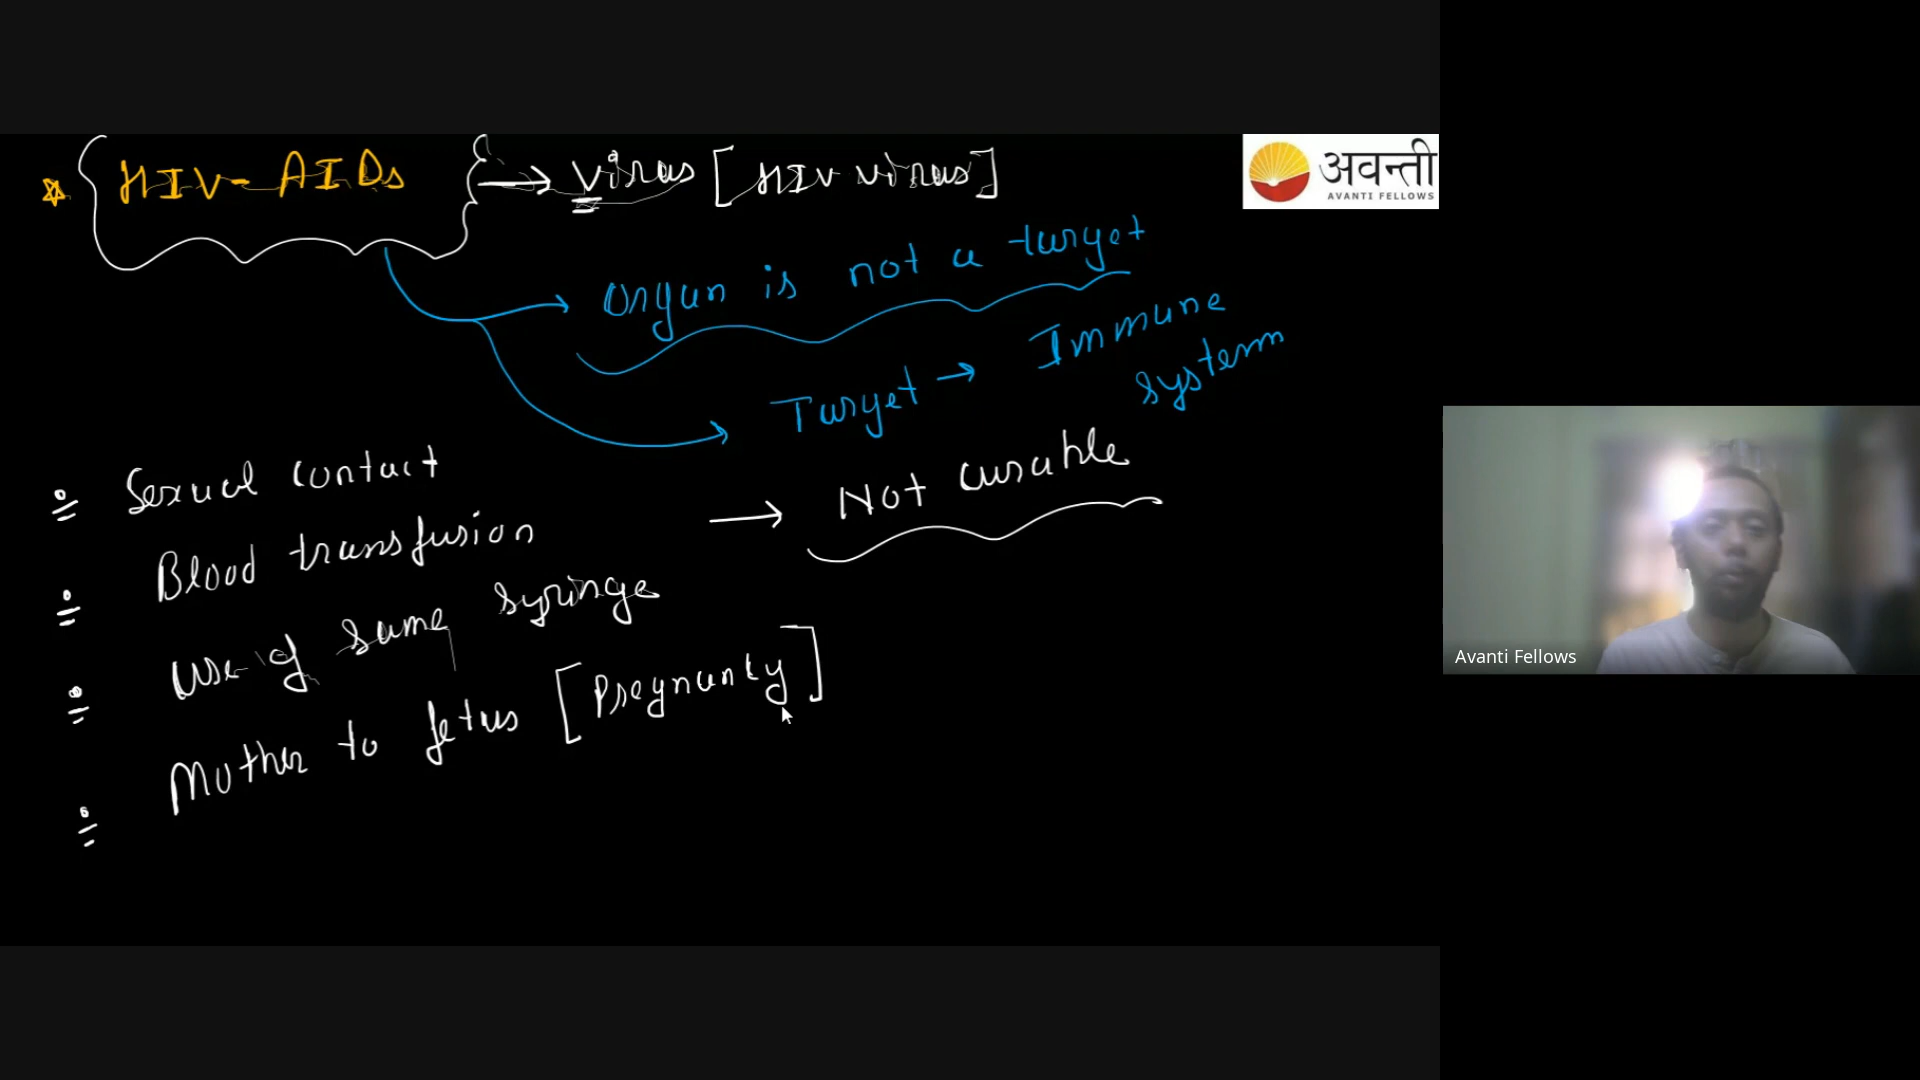 HIV-AIDs → Virus [HIV virus]
अवन्ती
AVANTI FELLOWS
Organ is not a target
Target → Immune
system
Sexual contact
→ Not curable
Blood transfusion
Use of same syringe
Mother to fetus [Pregnancy]
Avanti Fellows